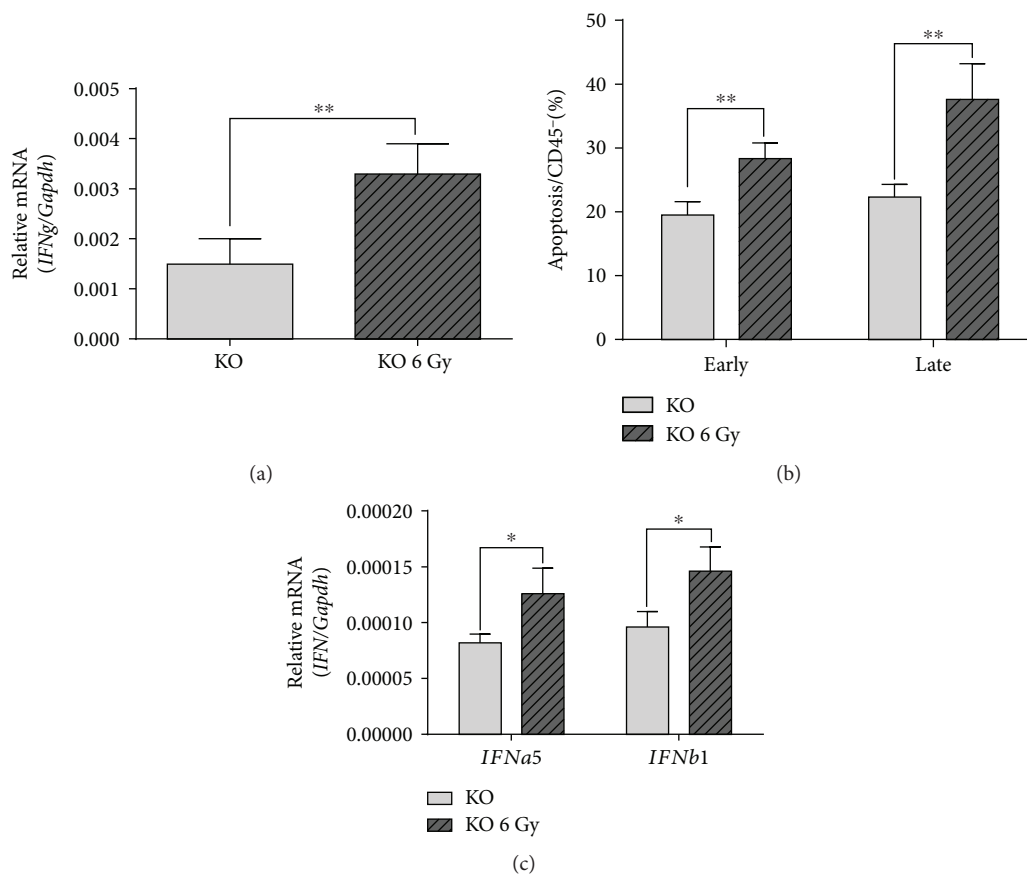 Relative mRNA
(IFNg/Gapdh)
0.005
0.004
0.003
0.002
0.001
0.000
**
KO
KO 6 Gy
(a)
Apoptosis/CD45⁻(%)
50
40
30
20
10
0
**
**
Early
Late
KO
KO 6 Gy
(b)
Relative mRNA
(IFN/Gapdh)
0.00020
0.00015
0.00010
0.00005
0.00000
*
*
IFNa5
IFNb1
KO
KO 6 Gy
(c)